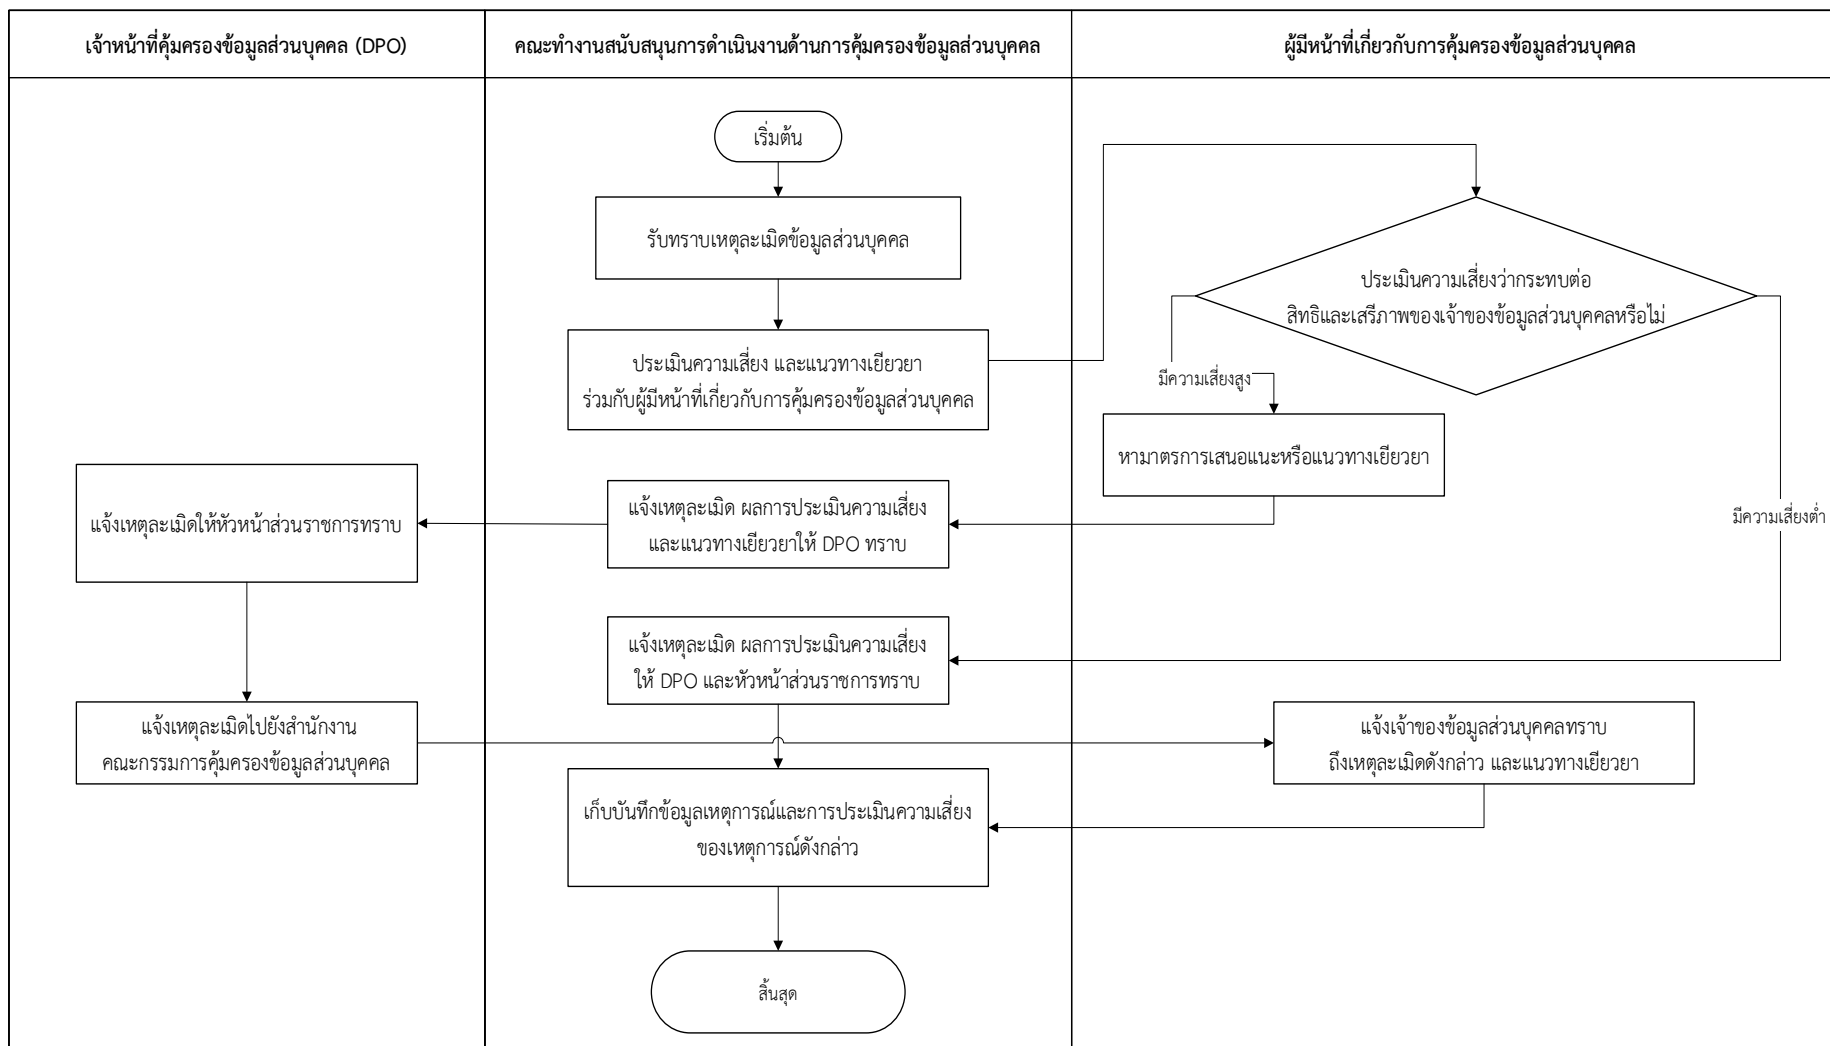 เจ้าหน้าที่คุ้มครองข้อมูลส่วนบุคคล (DPO)
คณะทำงานสนับสนุนการดำเนินงานด้านการคุ้มครองข้อมูลส่วนบุคคล
ผู้มีหน้าที่เกี่ยวกับการคุ้มครองข้อมูลส่วนบุคคล
เริ่มต้น
รับทราบเหตุละเมิดข้อมูลส่วนบุคคล
ประเมินความเสี่ยง และแนวทางเยียวยา
ร่วมกับผู้มีหน้าที่เกี่ยวกับการคุ้มครองข้อมูลส่วนบุคคล
ประเมินความเสี่ยงว่ากระทบต่อ
สิทธิและเสรีภาพของเจ้าของข้อมูลส่วนบุคคลหรือไม่
มีความเสี่ยงสูง
หามาตรการเสนอแนะหรือแนวทางเยียวยา
มีความเสี่ยงต่ำ
แจ้งเหตุละเมิด ผลการประเมินความเสี่ยง
และแนวทางเยียวยาให้ DPO ทราบ
แจ้งเหตุละเมิดให้หัวหน้าส่วนราชการทราบ
แจ้งเหตุละเมิด ผลการประเมินความเสี่ยง
ให้ DPO และหัวหน้าส่วนราชการทราบ
แจ้งเหตุละเมิดไปยังสำนักงาน
คณะกรรมการคุ้มครองข้อมูลส่วนบุคคล
แจ้งเจ้าของข้อมูลส่วนบุคคลทราบ
ถึงเหตุละเมิดดังกล่าว และแนวทางเยียวยา
เก็บบันทึกข้อมูลเหตุการณ์และการประเมินความเสี่ยง
ของเหตุการณ์ดังกล่าว
สิ้นสุด